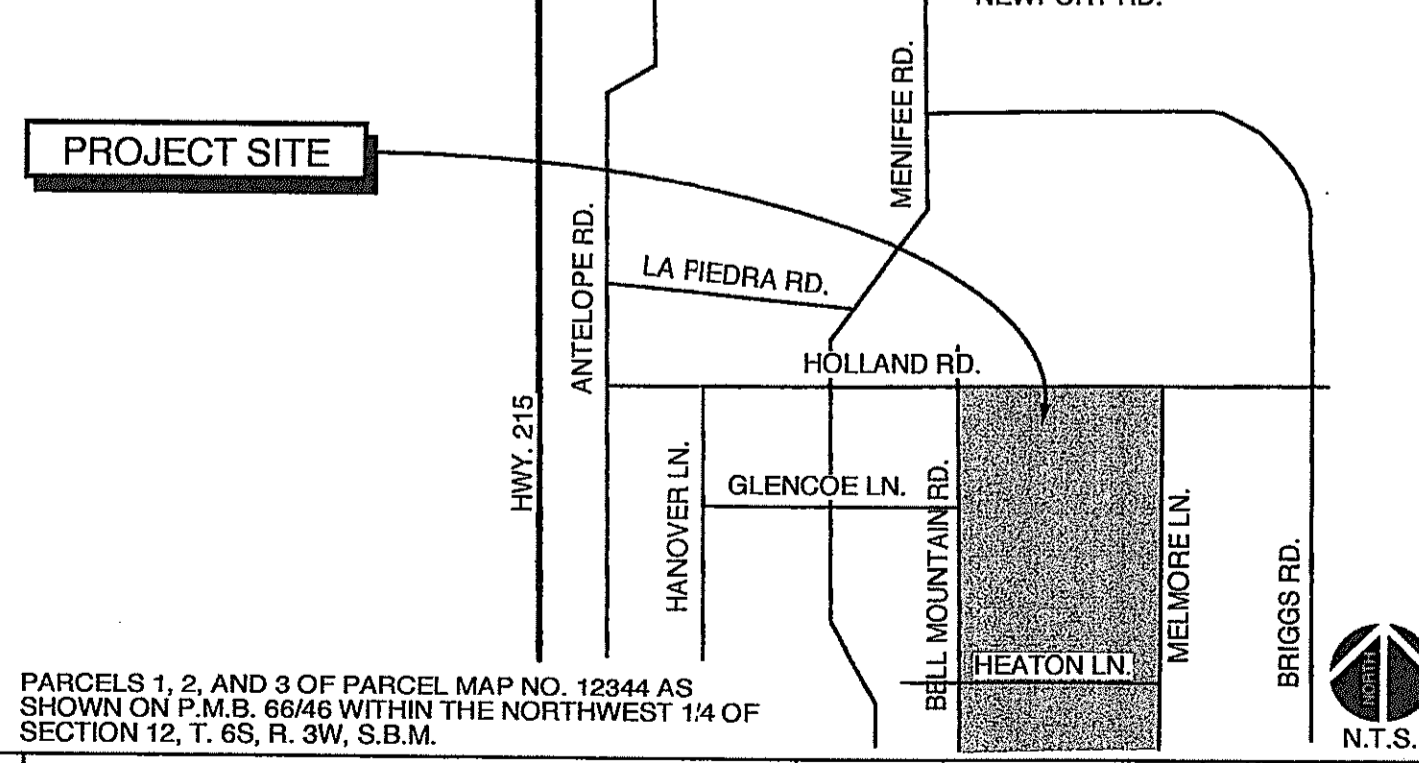 NEWPORT RD.
MENIFEE RD.
PROJECT SITE
ANTELOPE RD.
LA PIEDRA RD.
HOLLAND RD.
HWY. 215
HANOVER LN.
GLENCOE LN.
BELL MOUNTAIN RD.
MELMORE LN.
BRIGGS RD.
HEATON LN.
NORTH
N.T.S.
PARCELS 1, 2, AND 3 OF PARCEL MAP NO. 12344 AS
SHOWN ON P.M.B. 66/46 WITHIN THE NORTHWEST 1/4 OF
SECTION 12, T. 6S, R. 3W, S.B.M.